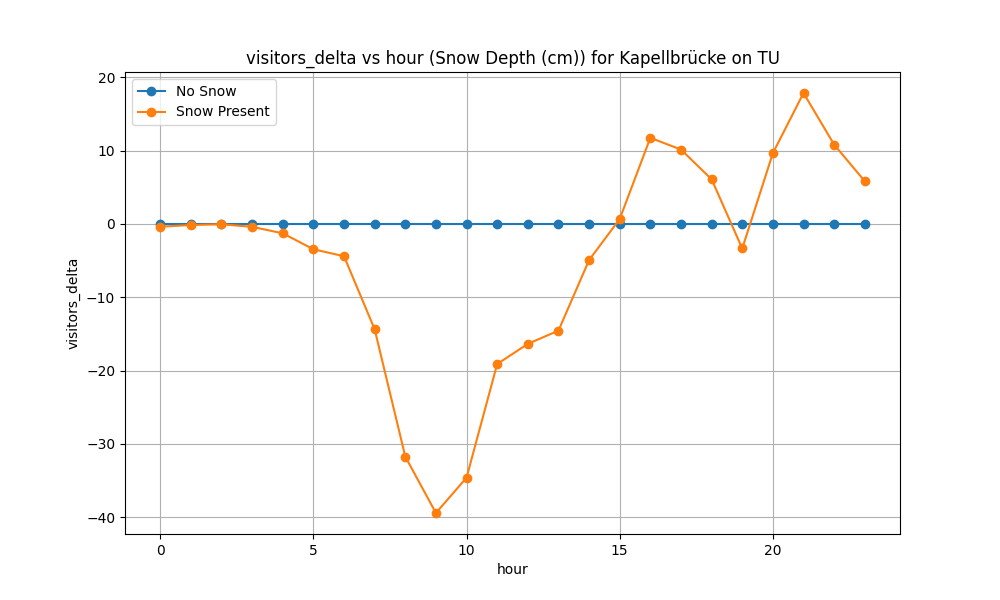 visitors_delta vs hour (Snow Depth (cm)) for Kapellbrücke on TU
No Snow
Snow Present
20
10
0
−10
−20
−30
−40
visitors_delta
0 5 10 15 20
hour